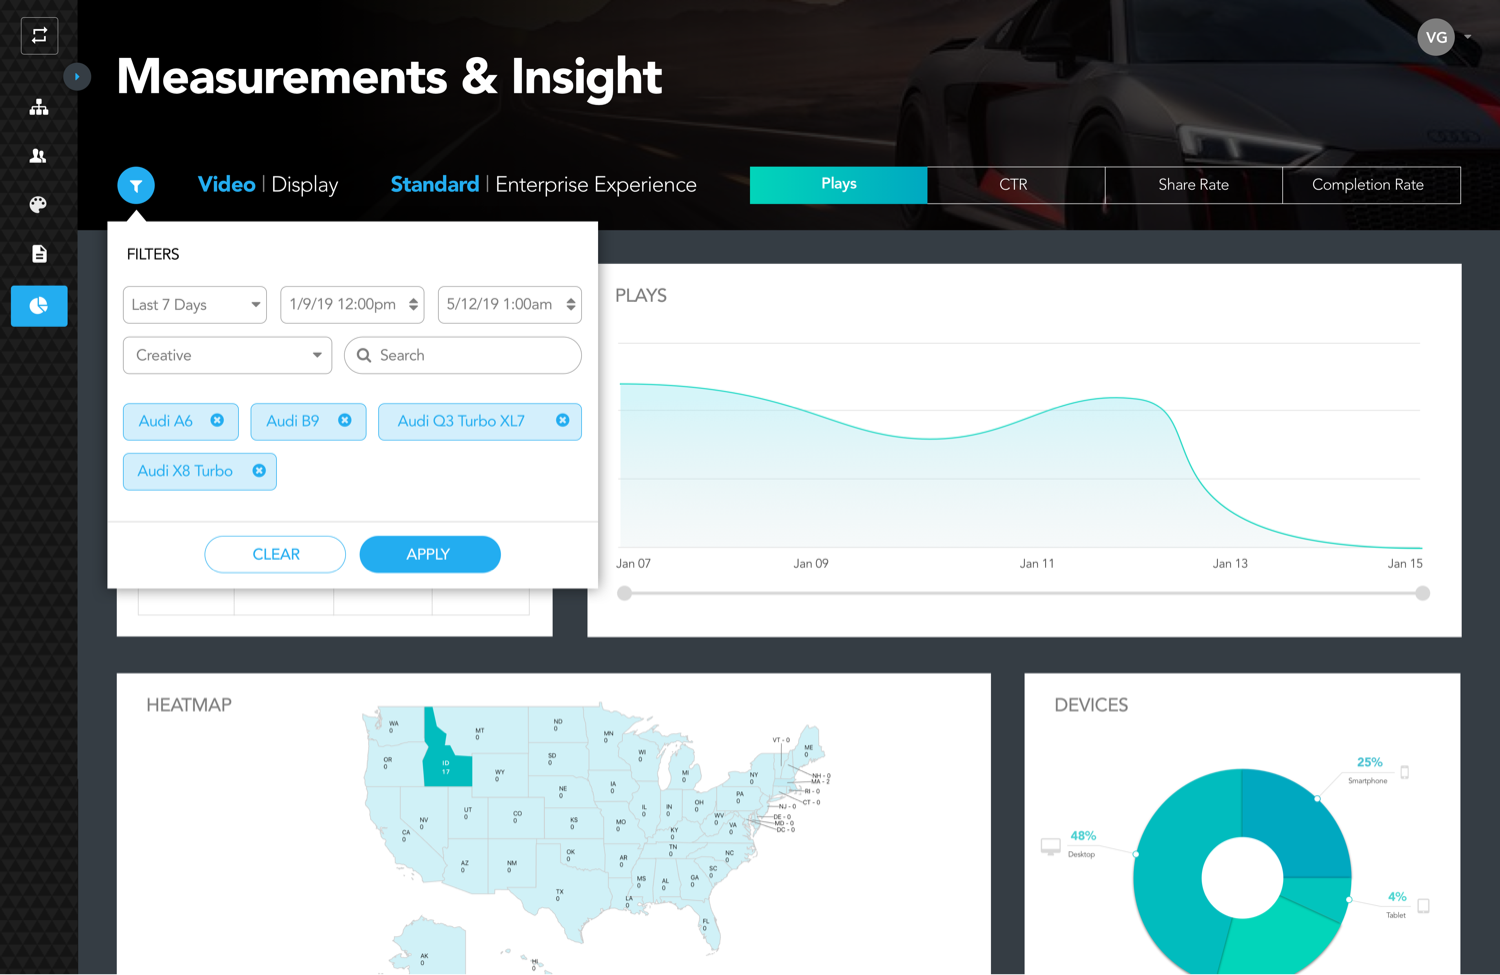 VG
Measurements & Insight
Video | Display
Standard | Enterprise Experience
Plays
CTR
Share Rate
Completion Rate
FILTERS
Last 7 Days
1/9/19 12:00pm
5/12/19 1:00am
Creative
Search
Audi A6
Audi B9
Audi Q3 Turbo XL7
Audi X8 Turbo
CLEAR
APPLY
PLAYS
Jan 07
Jan 09
Jan 11
Jan 13
Jan 15
HEATMAP
WA
0
OR
0
ID
17
MT
0
WY
0
ND
0
SD
0
NE
0
MN
0
WI
0
IA
0
MI
0
NY
0
VT - 0
ME
0
NH - 0
MA - 2
RI - 0
CT - 0
NJ - 0
DE - 0
MD - 0
DC - 0
PA
0
OH
0
IN
0
IL
0
WV
0
VA
0
KY
0
MO
0
KS
0
CO
0
UT
0
NV
0
CA
0
AZ
0
NM
0
OK
0
AR
0
TN
0
NC
0
SC
0
GA
0
AL
0
MS
0
LA
0
TX
0
FL
0
AK
0
HI
0
DEVICES
25%
Smartphone
48%
Desktop
4%
Tablet